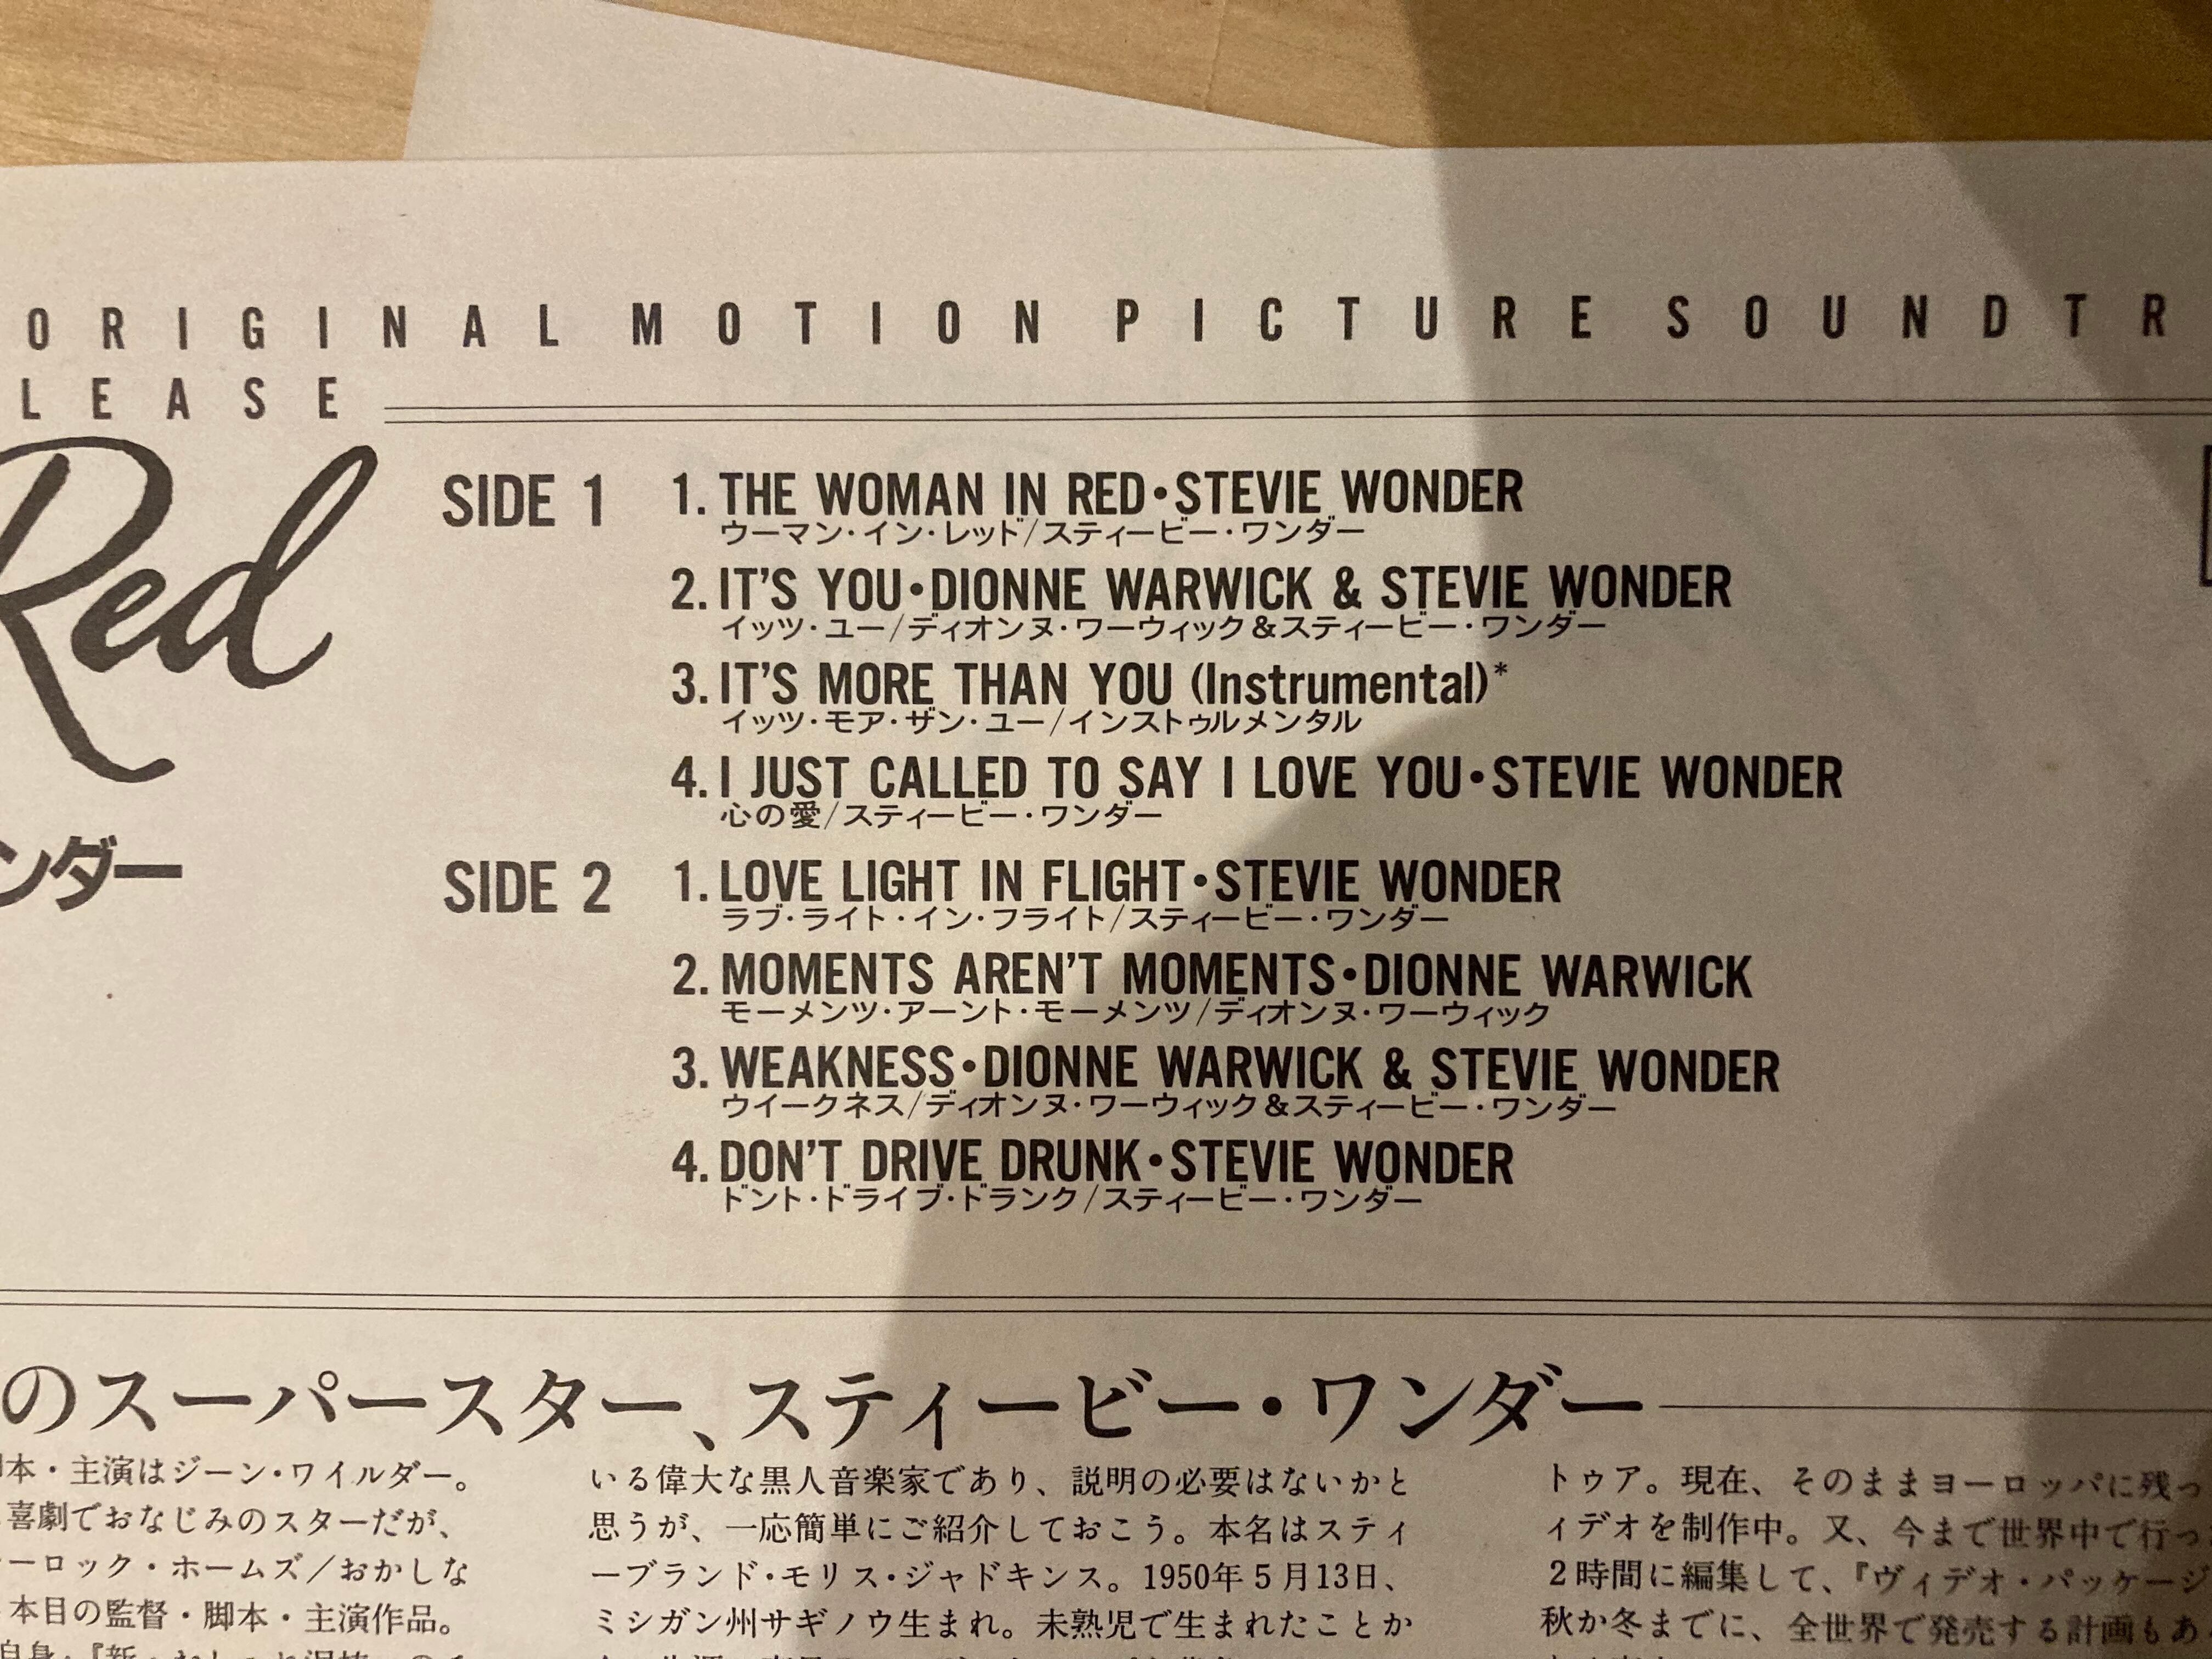 ORIGINAL MOTION PICTURE SOUNDTR
LEASE
Red
ンダー
SIDE 1
1. THE WOMAN IN RED•STEVIE WONDER
ウーマン・イン・レッド/スティービー・ワンダー
2. IT'S YOU•DIONNE WARWICK & STEVIE WONDER
イッツ・ユー/ディオンヌ・ワーウィック&スティービー・ワンダー
3. IT'S MORE THAN YOU (Instrumental)*
イッツ・モア・ザン・ユー/インストゥルメンタル
4. I JUST CALLED TO SAY I LOVE YOU•STEVIE WONDER
心の愛/スティービー・ワンダー
SIDE 2
1. LOVE LIGHT IN FLIGHT•STEVIE WONDER
ラブ・ライト・イン・フライト/スティービー・ワンダー
2. MOMENTS AREN'T MOMENTS•DIONNE WARWICK
モーメンツ・アーント・モーメンツ/ディオンヌ・ワーウィック
3. WEAKNESS•DIONNE WARWICK & STEVIE WONDER
ウイークネス/ディオンヌ・ワーウィック&スティービー・ワンダー
4. DON'T DRIVE DRUNK•STEVIE WONDER
ドント・ドライブ・ドランク/スティービー・ワンダー
のスーパースター、スティービー・ワンダー
本・主演はジーン・ワイルダー。
喜劇でおなじみのスターだが、
ーロック・ホームズ／おかしな
本目の監督・脚本・主演作品。
いる偉大な黒人音楽家であり、説明の必要はないかと
思うが、一応簡単にご紹介しておこう。本名はスティ
ーブランド・モリス・ジャドキンス。1950年5月13日、
ミシガン州サギノウ生まれ。未熟児で生まれたことか
トゥア。現在、そのままヨーロッパに残っ
ィデオを制作中。又、今まで世界中で行っ
2時間に編集して、『ヴィデオ・パッケージ
秋か冬までに、全世界で発売する計画もあ